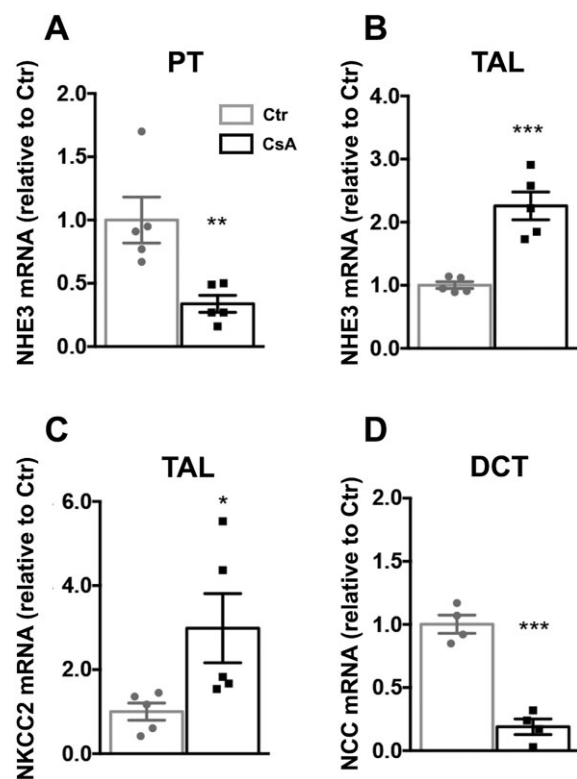 A
PT
NHE3 mRNA (relative to Ctr)
2.0
1.5
1.0
0.5
0.0
Ctr
CsA
**
B
TAL
NHE3 mRNA (relative to Ctr)
4.0
3.0
2.0
1.0
0.0
***
C
TAL
NKCC2 mRNA (relative to Ctr)
6.0
4.0
2.0
0.0
*
D
DCT
NCC mRNA (relative to Ctr)
2.0
1.5
1.0
0.5
0.0
***